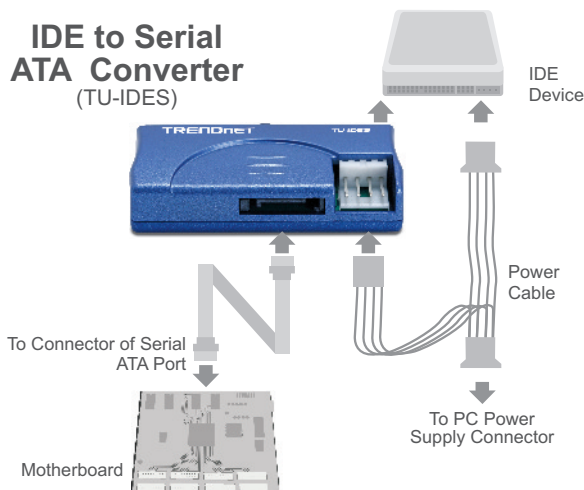 IDE to Serial
ATA Converter
(TU-IDES)
IDE
Device
TRENDnet TU-IDES
Power
Cable
To Connector of Serial
ATA Port
To PC Power
Supply Connector
Motherboard